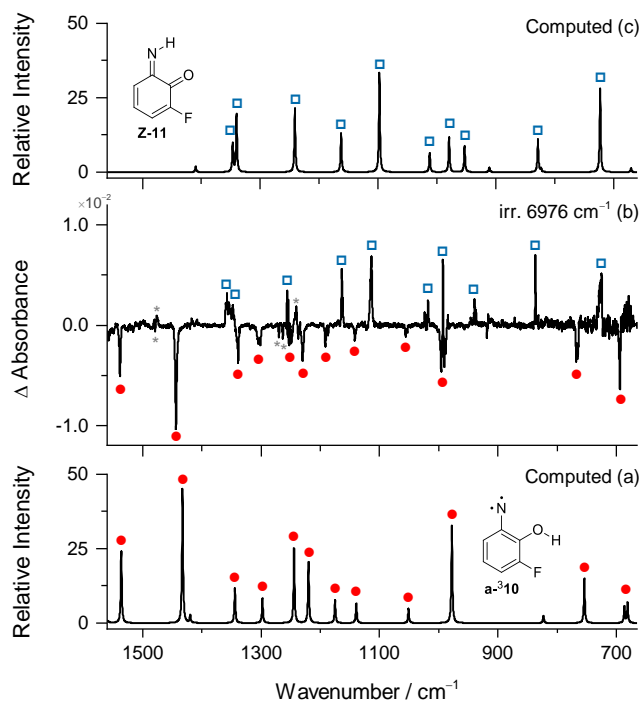 50
Computed (c)
N
H
O
F
Z-11
25
0
Relative Intensity
×10⁻²
1.0
irr. 6976 cm⁻¹ (b)
*
*
*
*
*
0.0
-1.0
Δ Absorbance
50
Computed (a)
N
O
H
F
a-³10
25
0
Relative Intensity
1500 1300 1100 900 700
Wavenumber / cm⁻¹